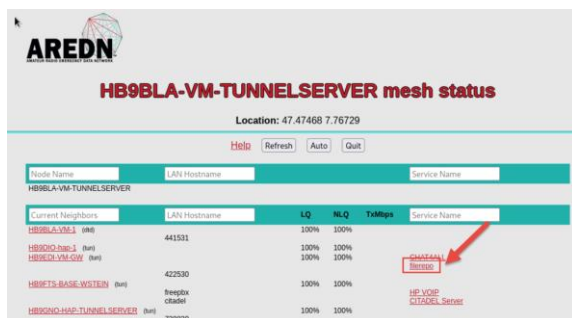 AREDN
AMATEUR RADIO EMERGENCY DATA NETWORK
HB9BLA-VM-TUNNELSERVER mesh status
Location: 47.47468 7.76729
Help Refresh Auto Quit
Node Name LAN Hostname Service Name
HB9BLA-VM-TUNNELSERVER
Current Neighbors LAN Hostname LQ NLQ TxMbps Service Name
HB9BLA-VM-1 (dtd) 100% 100%
441531
HB9DIO-hap-1 (tun) 100% 100%
HB9EDI-VM-GW (tun) 100% 100% CHAT4ALL
filerepo
422530
HB9FTS-BASE-WSTEIN (tun) 100% 100%
freepbx HP VOIP
citadel CITADEL Server
HB9GNO-HAP-TUNNELSERVER (tun) 100% 100%